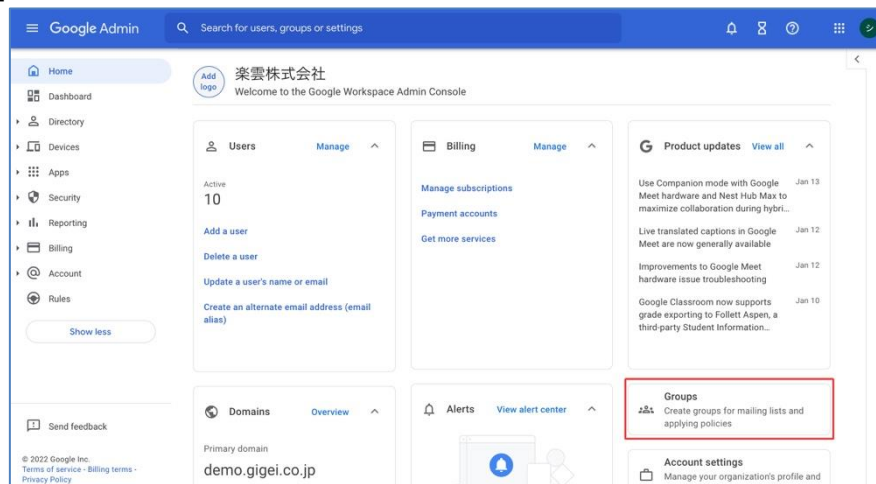 Google Admin
Search for users, groups or settings
シ
Home
Dashboard
Directory
Devices
Apps
Security
Reporting
Billing
Account
Rules
Show less
Send feedback
© 2022 Google Inc.
Terms of service - Billing terms -
Privacy Policy
Add
logo
楽雲株式会社
Welcome to the Google Workspace Admin Console
Users
Manage
Active
10
Add a user
Delete a user
Update a user's name or email
Create an alternate email address (email
alias)
Billing
Manage
Manage subscriptions
Payment accounts
Get more services
Product updates
View all
Use Companion mode with Google Jan 13
Meet hardware and Nest Hub Max to
maximize collaboration during hybri...
Live translated captions in Google Jan 12
Meet are now generally available
Improvements to Google Meet Jan 12
hardware issue troubleshooting
Google Classroom now supports Jan 10
grade exporting to Follett Aspen, a
third-party Student Information...
Domains
Overview
Primary domain
demo.gigei.co.jp
Alerts
View alert center
Groups
Create groups for mailing lists and
applying policies
Account settings
Manage your organization's profile and